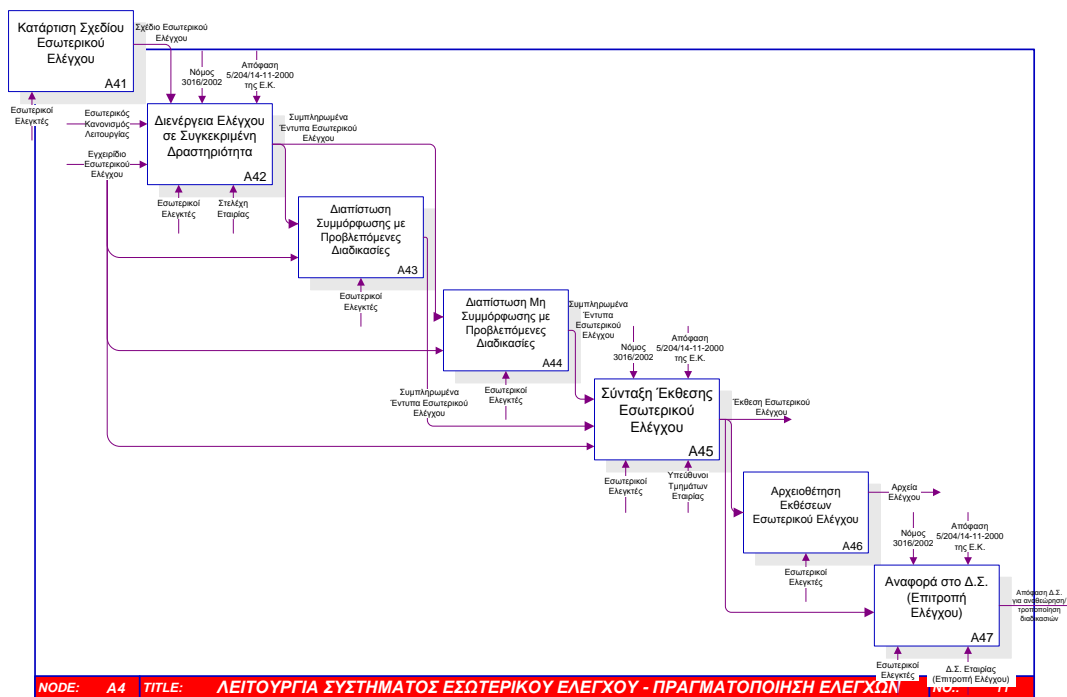 Κατάρτιση Σχεδίου
Εσωτερικού
Ελέγχου
A41
Σχέδιο Εσωτερικού
Ελέγχου
Εσωτερικοί
Ελεγκτές
Νόμος
3016/2002
Απόφαση
5/204/14-11-2000
της Ε.Κ.
Εσωτερικός
Κανονισμός
Λειτουργίας
Εγχειρίδιο
Εσωτερικού
Ελέγχου
Διενέργεια Ελέγχου
σε Συγκεκριμένη
Δραστηριότητα
A42
Συμπληρωμένα
Έντυπα Εσωτερικού
Ελέγχου
Εσωτερικοί
Ελεγκτές
Στελέχη
Εταιρίας
Διαπίστωση
Συμμόρφωσης με
Προβλεπόμενες
Διαδικασίες
A43
Εσωτερικοί
Ελεγκτές
Διαπίστωση Μη
Συμμόρφωσης με
Προβλεπόμενες
Διαδικασίες
A44
Συμπληρωμένα
Έντυπα
Εσωτερικού
Ελέγχου
Εσωτερικοί
Ελεγκτές
Συμπληρωμένα
Έντυπα Εσωτερικού
Ελέγχου
Νόμος
3016/2002
Απόφαση
5/204/14-11-2000
της Ε.Κ.
Σύνταξη Έκθεσης
Εσωτερικού
Ελέγχου
A45
Έκθεση Εσωτερικού
Ελέγχου
Εσωτερικοί
Ελεγκτές
Υπεύθυνοι
Τμημάτων
Εταιρίας
Αρχειοθέτηση
Εκθέσεων
Εσωτερικού Ελέγχου
A46
Αρχεία
Ελέγχου
Εσωτερικοί
Ελεγκτές
Νόμος
3016/2002
Απόφαση
5/204/14-11-2000
της Ε.Κ.
Αναφορά στο Δ.Σ.
(Επιτροπή
Ελέγχου)
A47
Απόφαση Δ.Σ.
για αναθεώρηση/
τροποποίηση
διαδικασιών
Εσωτερικοί
Ελεγκτές
Δ.Σ. Εταιρίας
(Επιτροπή Ελέγχου)
NODE: A4 TITLE: ΛΕΙΤΟΥΡΓΙΑ ΣΥΣΤΗΜΑΤΟΣ ΕΣΩΤΕΡΙΚΟΥ ΕΛΕΓΧΟΥ - ΠΡΑΓΜΑΤΟΠΟΙΗΣΗ ΕΛΕΓΧΩΝ NO.: 11